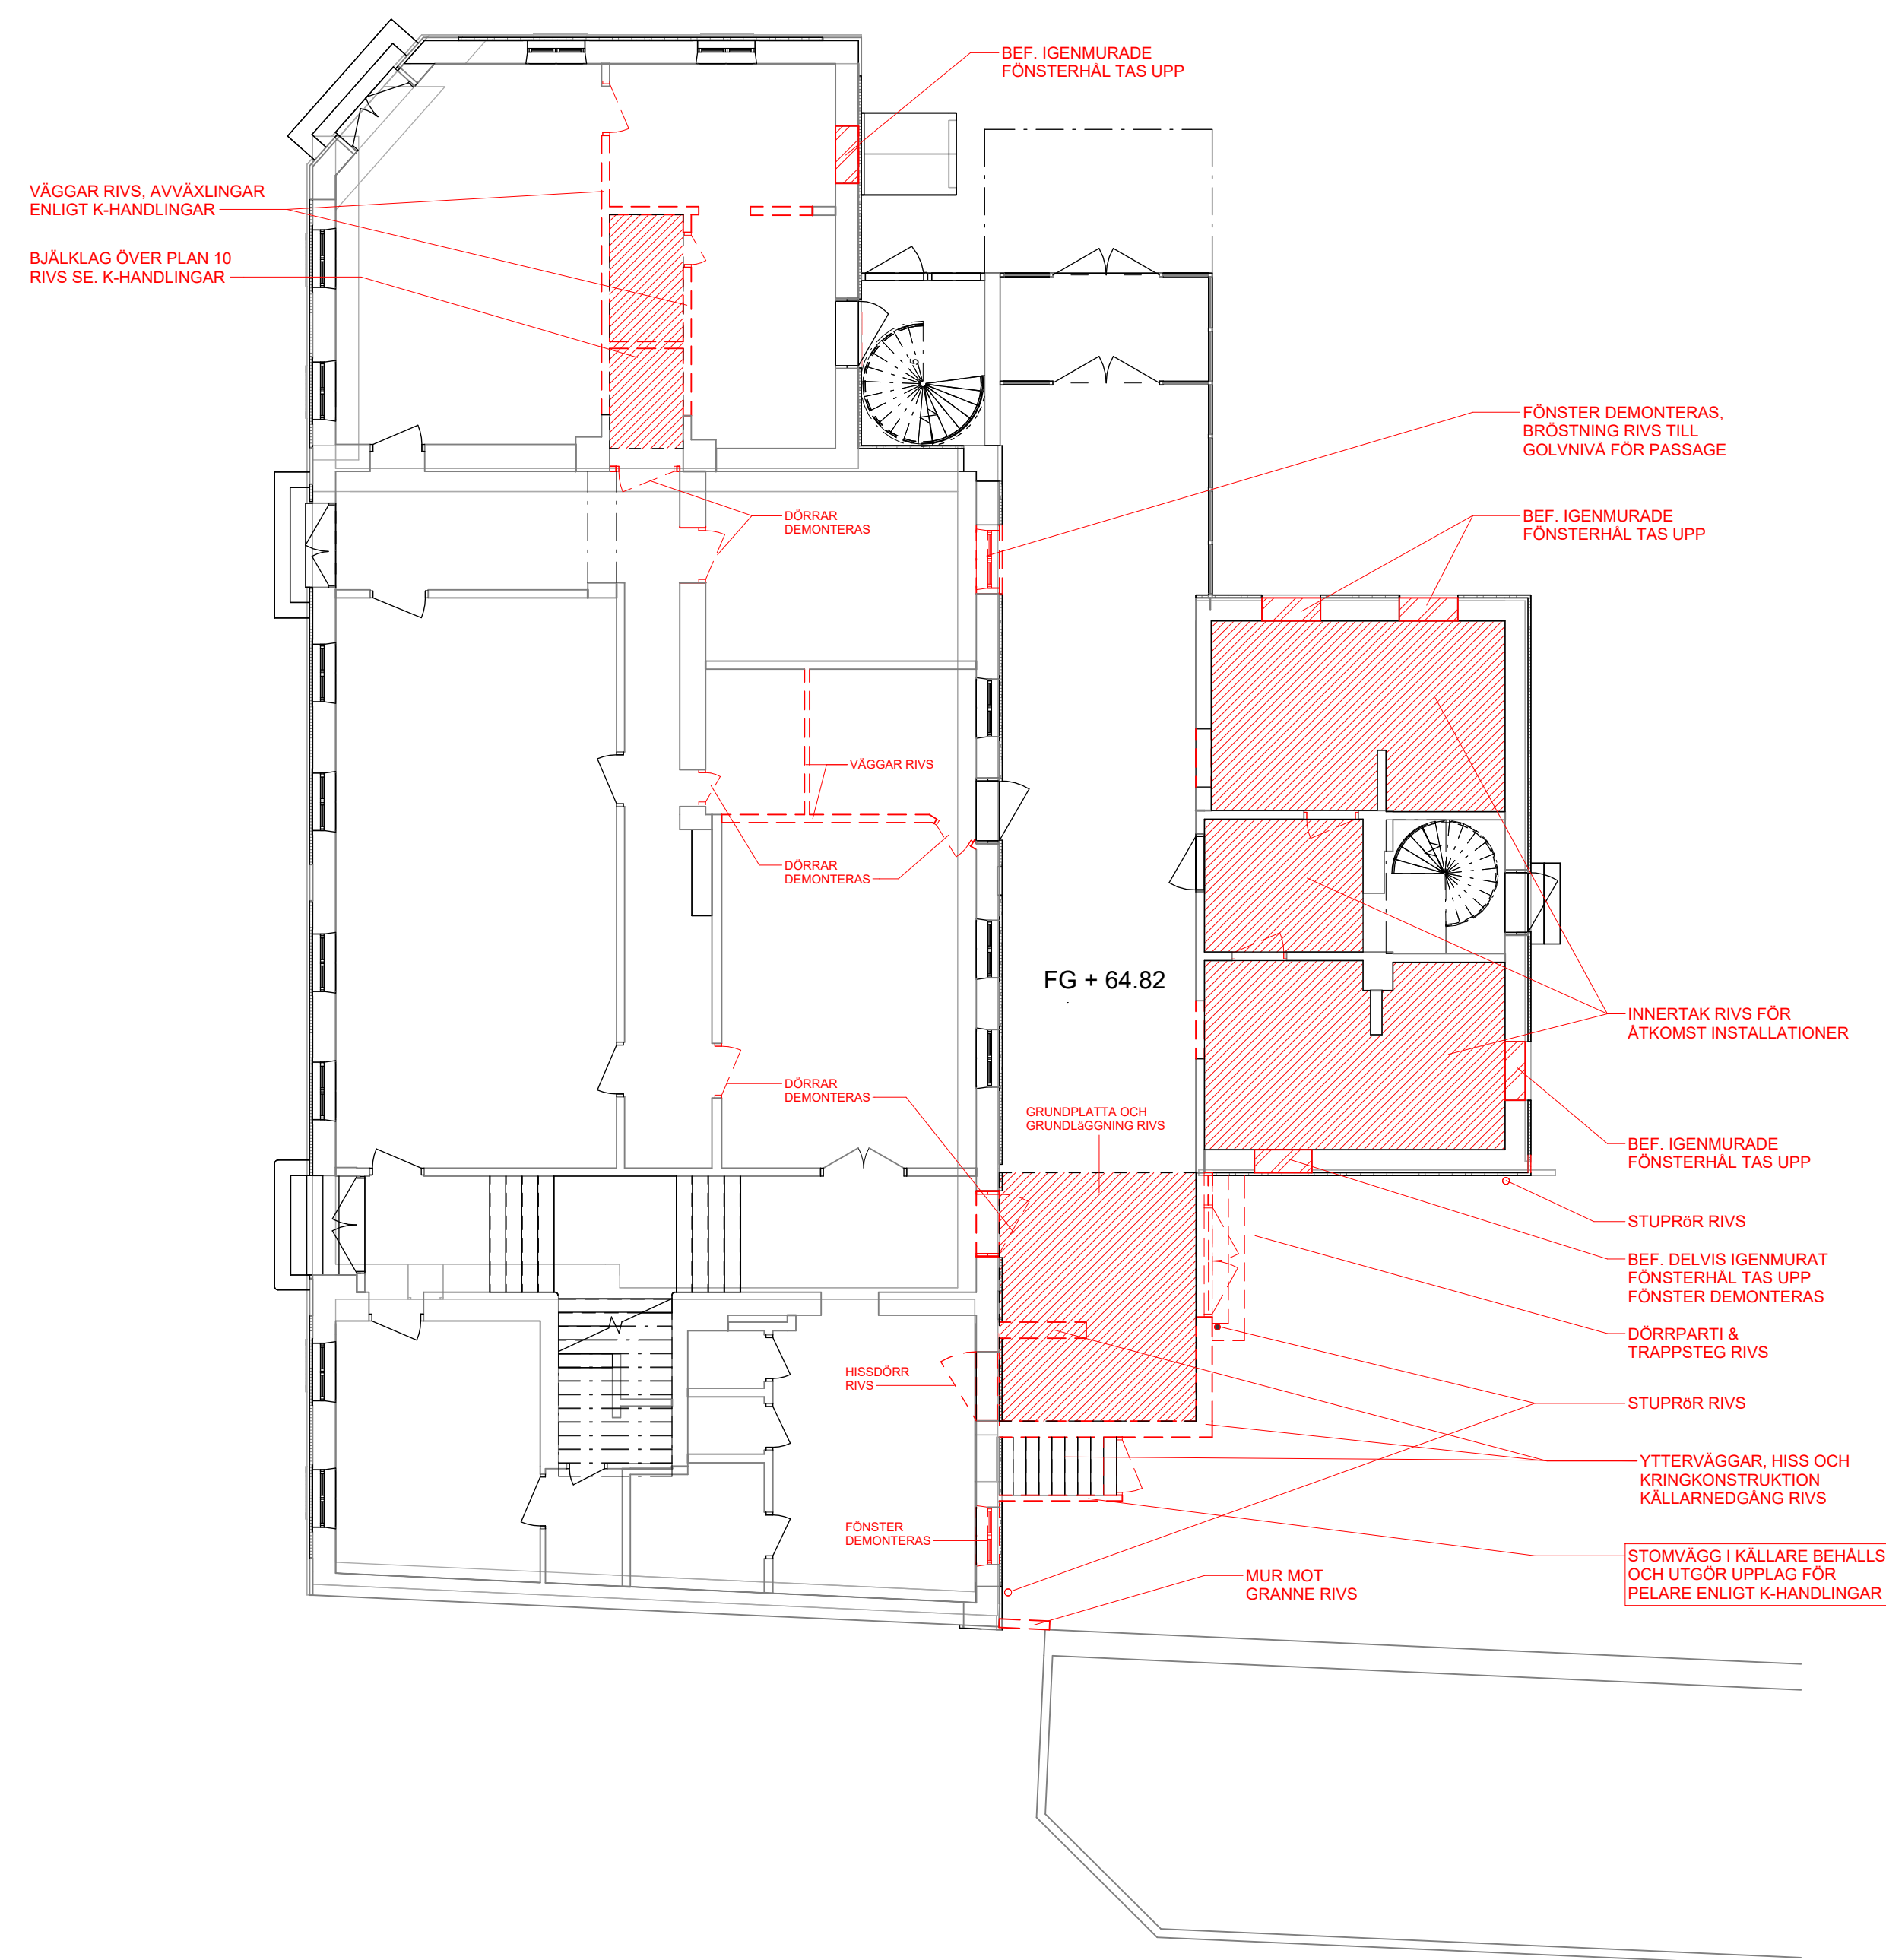 BEF. IGENMURADE
FÖNSTERHÅL TAS UPP
VÄGGAR RIVS, AVVÄXLINGAR
ENLIGT K-HANDLINGAR
BJÄLKLAG ÖVER PLAN 10
RIVS SE. K-HANDLINGAR
FÖNSTER DEMONTERAS,
BRÖSTNING RIVS TILL
GOLVNIVÅ FÖR PASSAGE
DÖRRAR
DEMONTERAS
BEF. IGENMURADE
FÖNSTERHÅL TAS UPP
VÄGGAR RIVS
DÖRRAR
DEMONTERAS
FG + 64.82
INNERTAK RIVS FÖR
ÅTKOMST INSTALLATIONER
DÖRRAR
DEMONTERAS
GRUNDPLATTA OCH
GRUNDLäGGNING RIVS
BEF. IGENMURADE
FÖNSTERHÅL TAS UPP
STUPRöR RIVS
BEF. DELVIS IGENMURAT
FÖNSTERHÅL TAS UPP
FÖNSTER DEMONTERAS
DÖRRPARTI &
TRAPPSTEG RIVS
HISSDÖRR
RIVS
STUPRöR RIVS
YTTERVÄGGAR, HISS OCH
KRINGKONSTRUKTION
KÄLLARNEDGÅNG RIVS
FÖNSTER
DEMONTERAS
MUR MOT
GRANNE RIVS
STOMVÄGG I KÄLLARE BEHÅLLS
OCH UTGÖR UPPLAG FÖR
PELARE ENLIGT K-HANDLINGAR